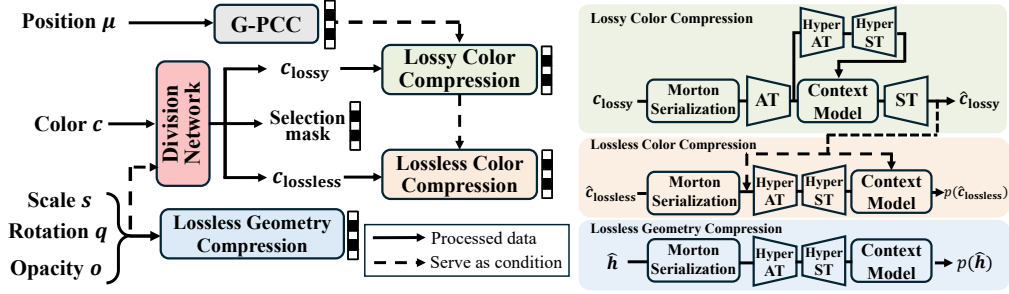 Position μ
G-PCC
Color c
Division
Network
c_lossy
Selection
mask
c_lossless
Lossy Color
Compression
Lossless Color
Compression
Scale s
Rotation q
Opacity o
Lossless Geometry
Compression
Processed data
Serve as condition
Lossy Color Compression
c_lossy
Morton
Serialization
AT
Hyper
AT
Hyper
ST
Context
Model
ST
ĉ_lossy
Lossless Color Compression
ĉ_lossless
Morton
Serialization
Hyper
AT
Hyper
ST
Context
Model
p(ĉ_lossless)
Lossless Geometry Compression
ĥ
Morton
Serialization
Hyper
AT
Hyper
ST
Context
Model
p(ĥ)